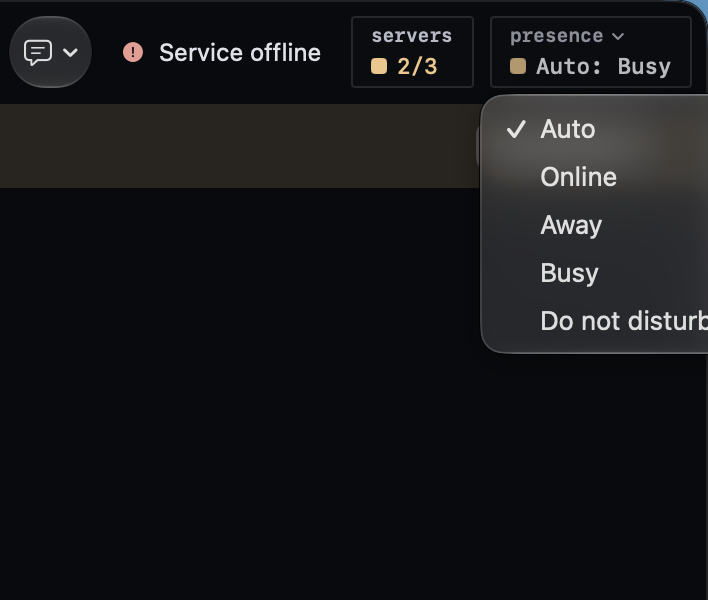 Service offline
servers
2/3
presence
Auto: Busy
Auto
Online
Away
Busy
Do not disturb